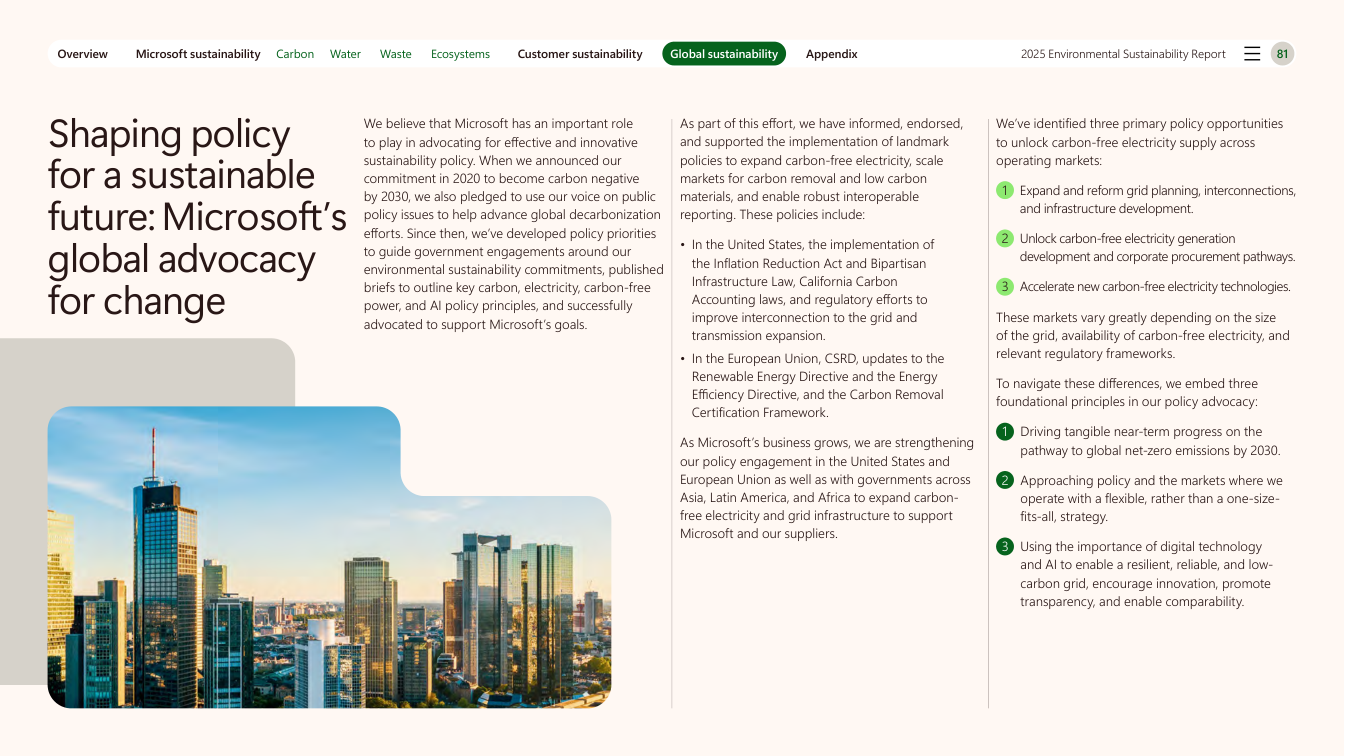 Overview
Microsoft sustainability
Carbon
Water
Waste
Ecosystems
Customer sustainability
Global sustainability
Appendix
2025 Environmental Sustainability Report
81
Shaping policy
for a sustainable
future: Microsoft’s
global advocacy
for change
We believe that Microsoft has an important role
to play in advocating for effective and innovative
sustainability policy. When we announced our
commitment in 2020 to become carbon negative
by 2030, we also pledged to use our voice on public
policy issues to help advance global decarbonization
efforts. Since then, we’ve developed policy priorities
to guide government engagements around our
environmental sustainability commitments, published
briefs to outline key carbon, electricity, carbon-free
power, and AI policy principles, and successfully
advocated to support Microsoft’s goals.
As part of this effort, we have informed, endorsed,
and supported the implementation of landmark
policies to expand carbon-free electricity, scale
markets for carbon removal and low carbon
materials, and enable robust interoperable
reporting. These policies include:
• In the United States, the implementation of
the Inflation Reduction Act and Bipartisan
Infrastructure Law, California Carbon
Accounting laws, and regulatory efforts to
improve interconnection to the grid and
transmission expansion.
• In the European Union, CSRD, updates to the
Renewable Energy Directive and the Energy
Efficiency Directive, and the Carbon Removal
Certification Framework.
As Microsoft’s business grows, we are strengthening
our policy engagement in the United States and
European Union as well as with governments across
Asia, Latin America, and Africa to expand carbon-
free electricity and grid infrastructure to support
Microsoft and our suppliers.
We’ve identified three primary policy opportunities
to unlock carbon-free electricity supply across
operating markets:
1 Expand and reform grid planning, interconnections,
and infrastructure development.
2 Unlock carbon-free electricity generation
development and corporate procurement pathways.
3 Accelerate new carbon-free electricity technologies.
These markets vary greatly depending on the size
of the grid, availability of carbon-free electricity, and
relevant regulatory frameworks.
To navigate these differences, we embed three
foundational principles in our policy advocacy:
1 Driving tangible near-term progress on the
pathway to global net-zero emissions by 2030.
2 Approaching policy and the markets where we
operate with a flexible, rather than a one-size-
fits-all, strategy.
3 Using the importance of digital technology
and AI to enable a resilient, reliable, and low-
carbon grid, encourage innovation, promote
transparency, and enable comparability.